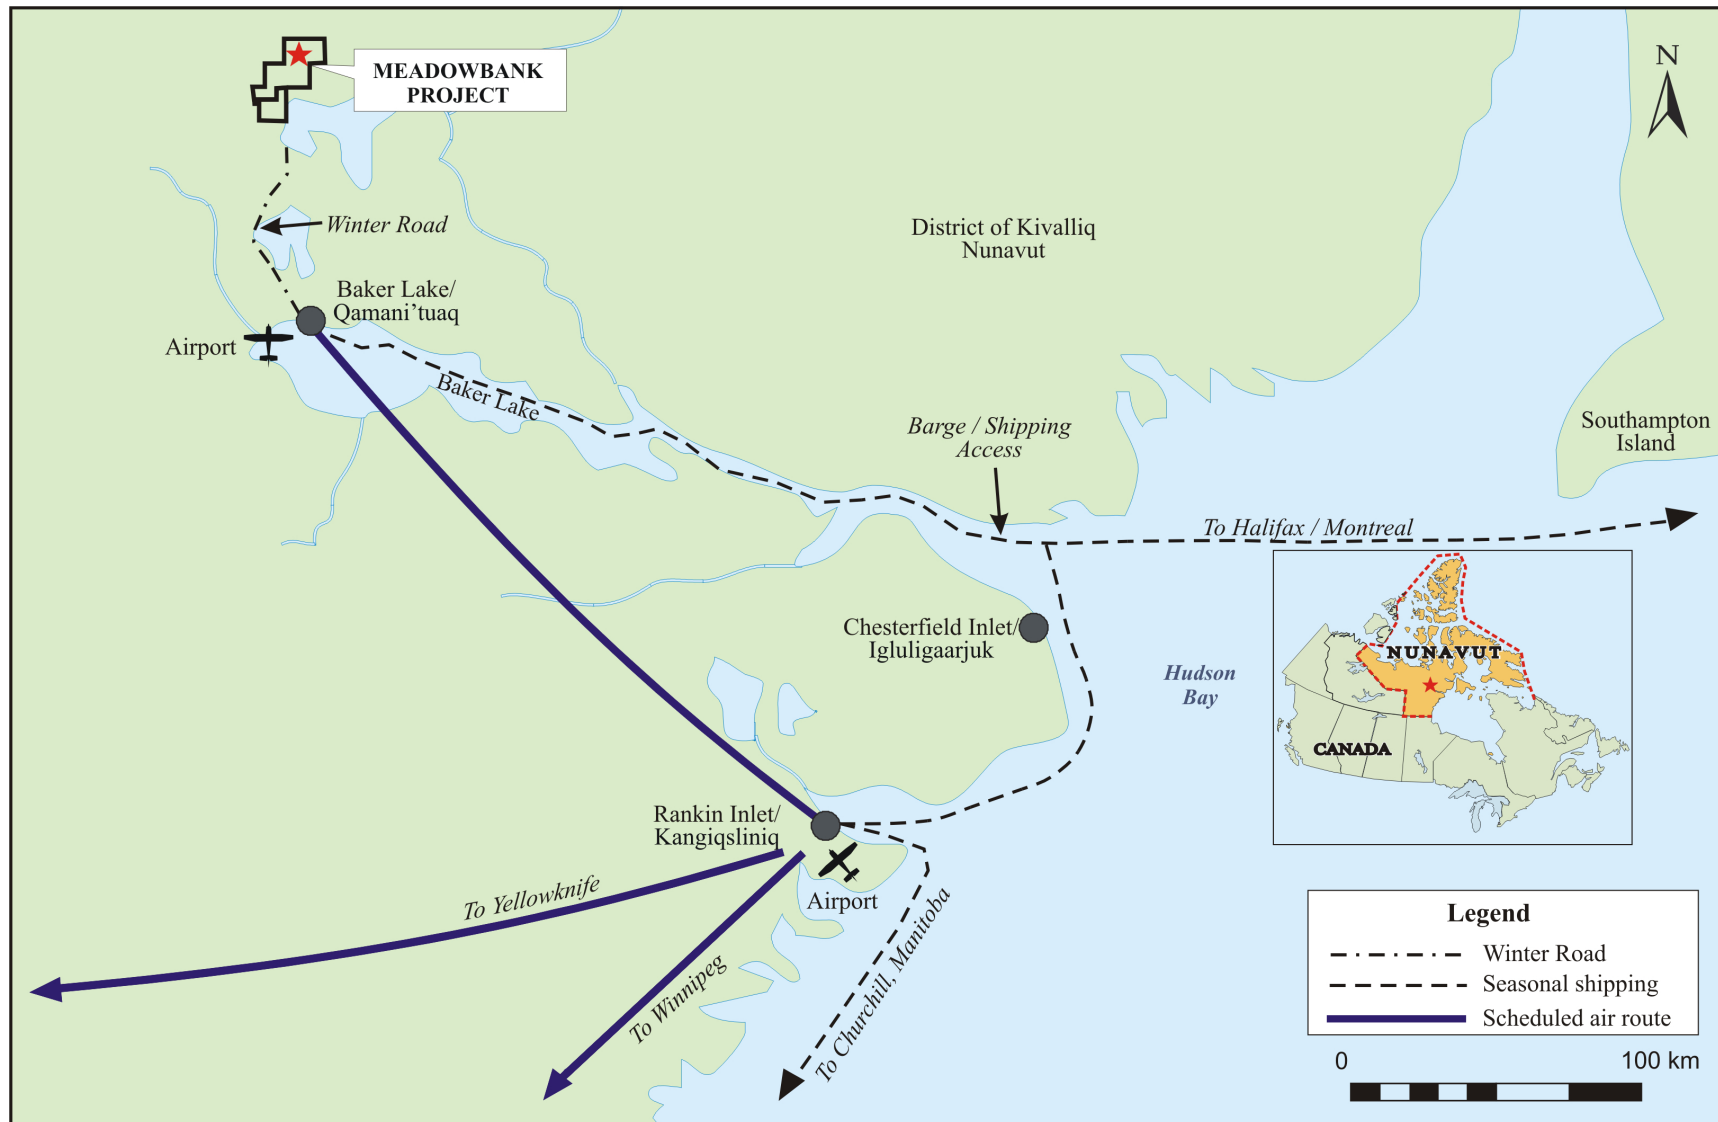 MEADOWBANK
PROJECT
N
Winter Road
District of Kivalliq
Nunavut
Baker Lake/
Qamani’tuaq
Airport
Baker Lake
Barge / Shipping
Access
Southampton
Island
To Halifax / Montreal
Chesterfield Inlet/
Igluligaarjuk
Hudson
Bay
NUNAVUT
CANADA
Rankin Inlet/
Kangiqsliniq
Airport
To Yellowknife
To Winnipeg
To Churchill, Manitoba
Legend
Winter Road
Seasonal shipping
Scheduled air route
0 100 km